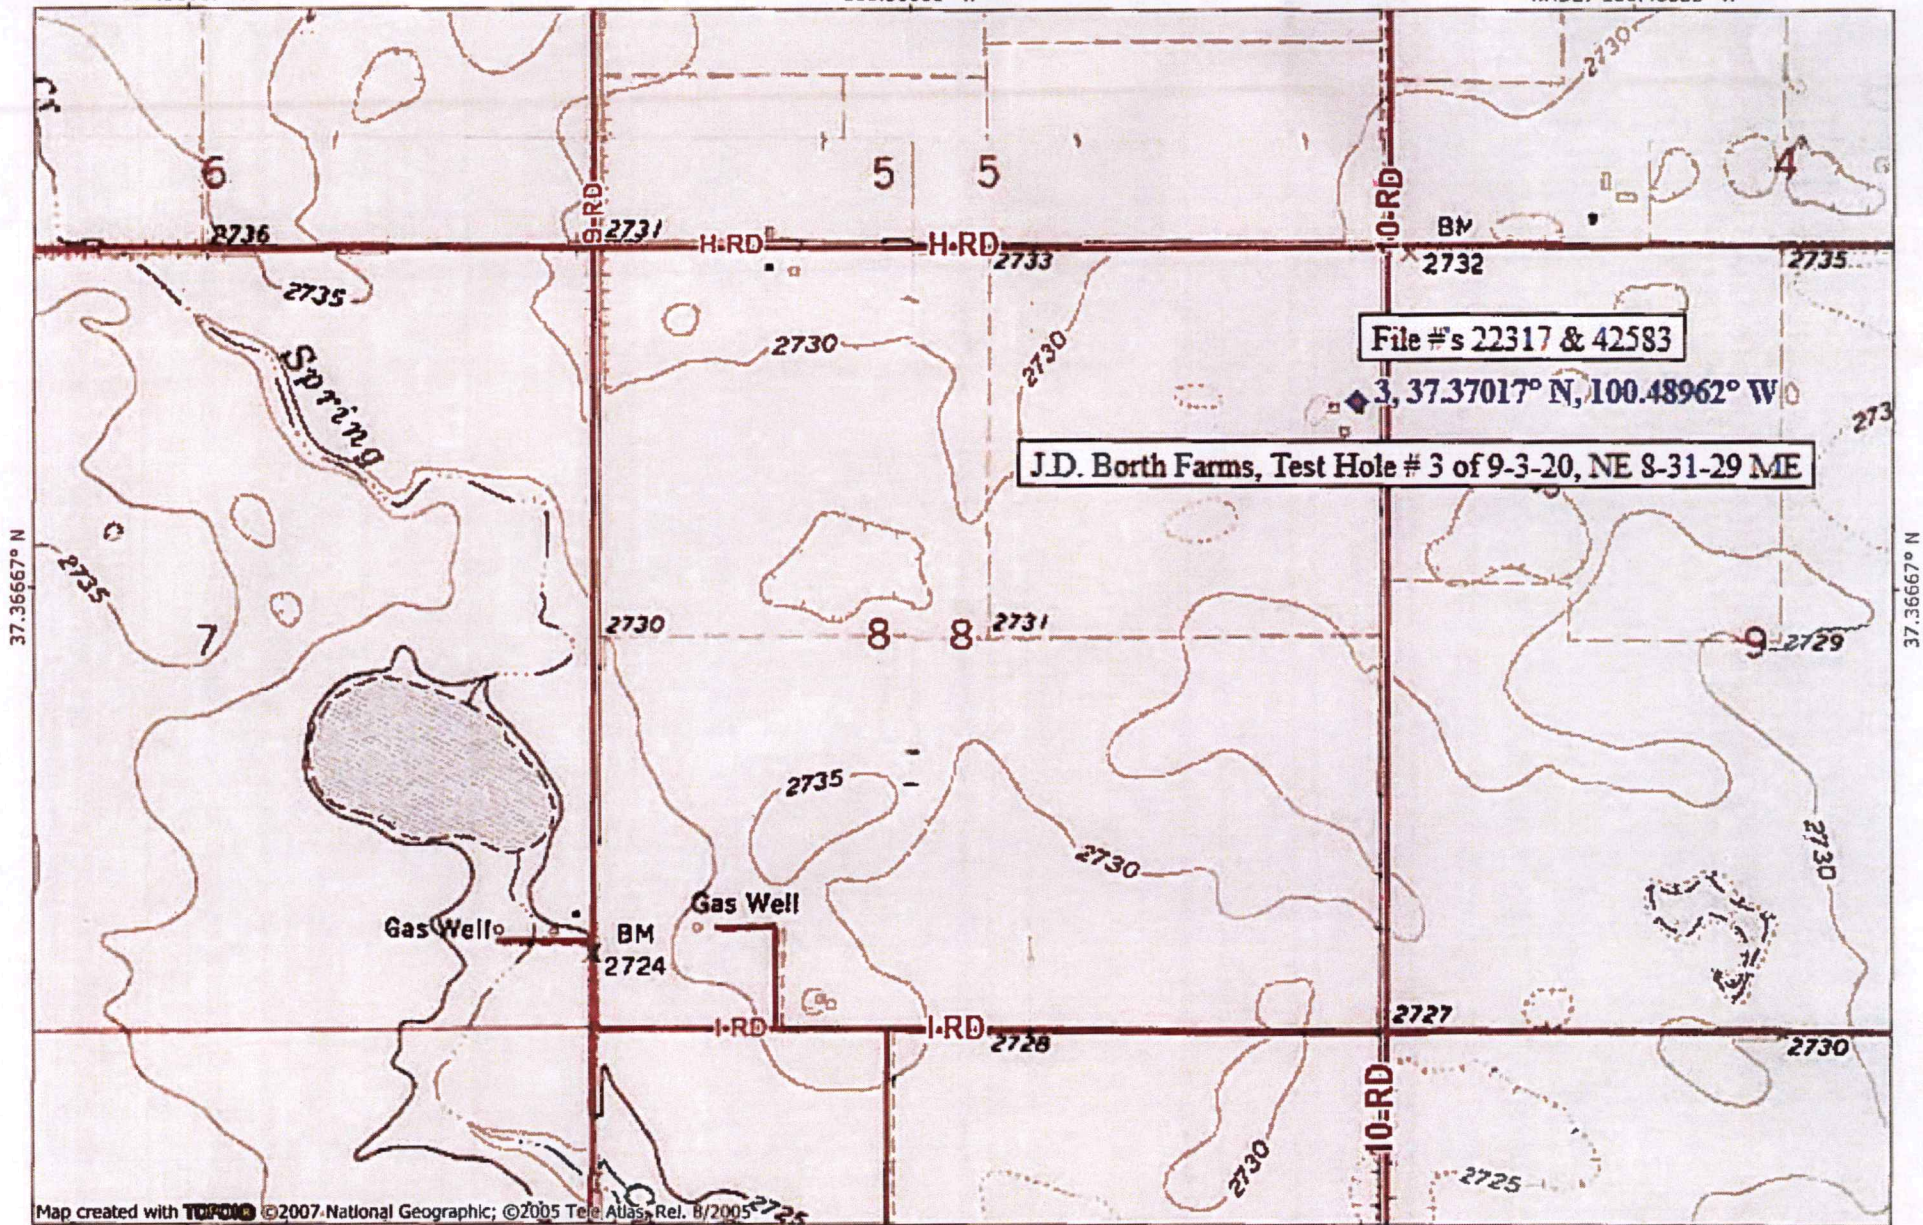 2730
6
5
5
4
9-RD
10-RD
2736
2731
H-RD
H-RD
BM
2733
2732
2735
2735
Spring
2730
2730
File #'s 22317 & 42583
3, 37.37017° N, 100.48962° W
273
J.D. Borth Farms, Test Hole # 3 of 9-3-20, NE 8-31-29 ME
37.36667° N
37.36667° N
2735
7
2730
8
8
2731
9
2729
2735
2730
2730
Gas Well
Gas Well
BM
2724
2727
I-RD
I-RD
2728
2730
10-RD
2730
2725
2725
Map created with TOPO!® ©2007 National Geographic; ©2005 Tele Atlas, Rel. 8/2005